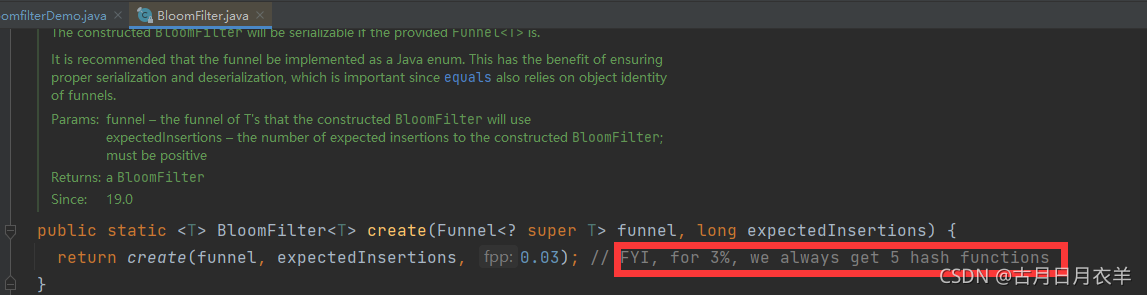 oomfilterDemo.java × BloomFilter.java ×
The constructed BloomFilter will be serializable if the provided Funnel<T> is.
It is recommended that the funnel be implemented as a Java enum. This has the benefit of ensuring
proper serialization and deserialization, which is important since equals also relies on object identity
of funnels.
Params: funnel – the funnel of T's that the constructed BloomFilter will use
expectedInsertions – the number of expected insertions to the constructed BloomFilter;
must be positive
Returns: a BloomFilter
Since: 19.0
public static <T> BloomFilter<T> create(Funnel<? super T> funnel, long expectedInsertions) {
return create(funnel, expectedInsertions, fpp: 0.03); // FYI, for 3%, we always get 5 hash functions
}
CSDN @古月日月衣羊